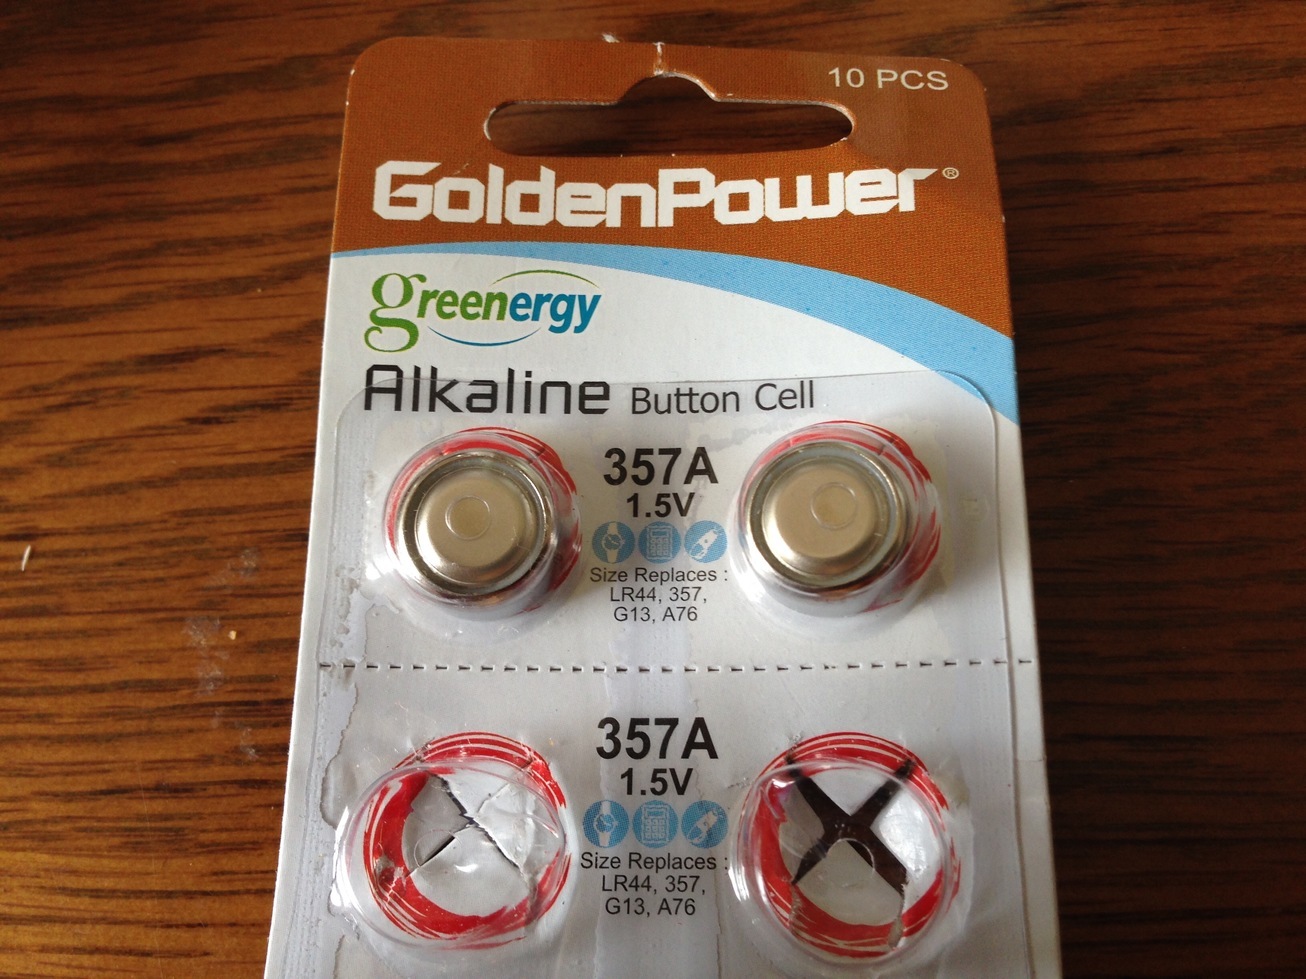 10 PCS
GoldenPower®
greenergy
Alkaline Button Cell
357A
1.5V
Size Replaces :
LR44, 357,
G13, A76
357A
1.5V
Size Replaces :
LR44, 357,
G13, A76